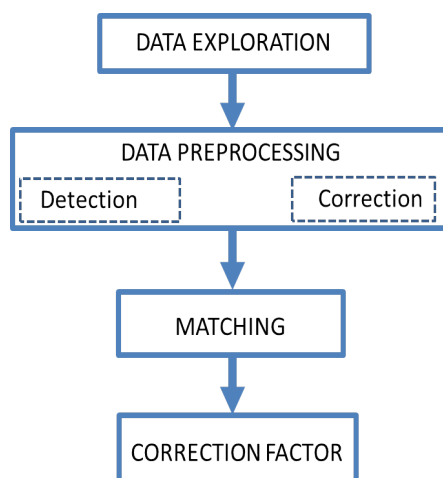 DATA EXPLORATION
DATA PREPROCESSING
Detection
Correction
MATCHING
CORRECTION FACTOR